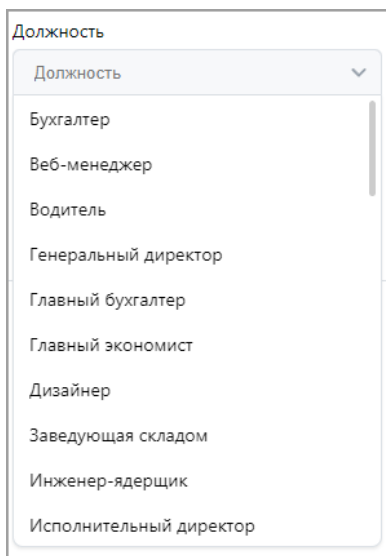 Должность
Должность
Бухгалтер
Веб-менеджер
Водитель
Генеральный директор
Главный бухгалтер
Главный экономист
Дизайнер
Заведующая складом
Инженер-ядерщик
Исполнительный директор